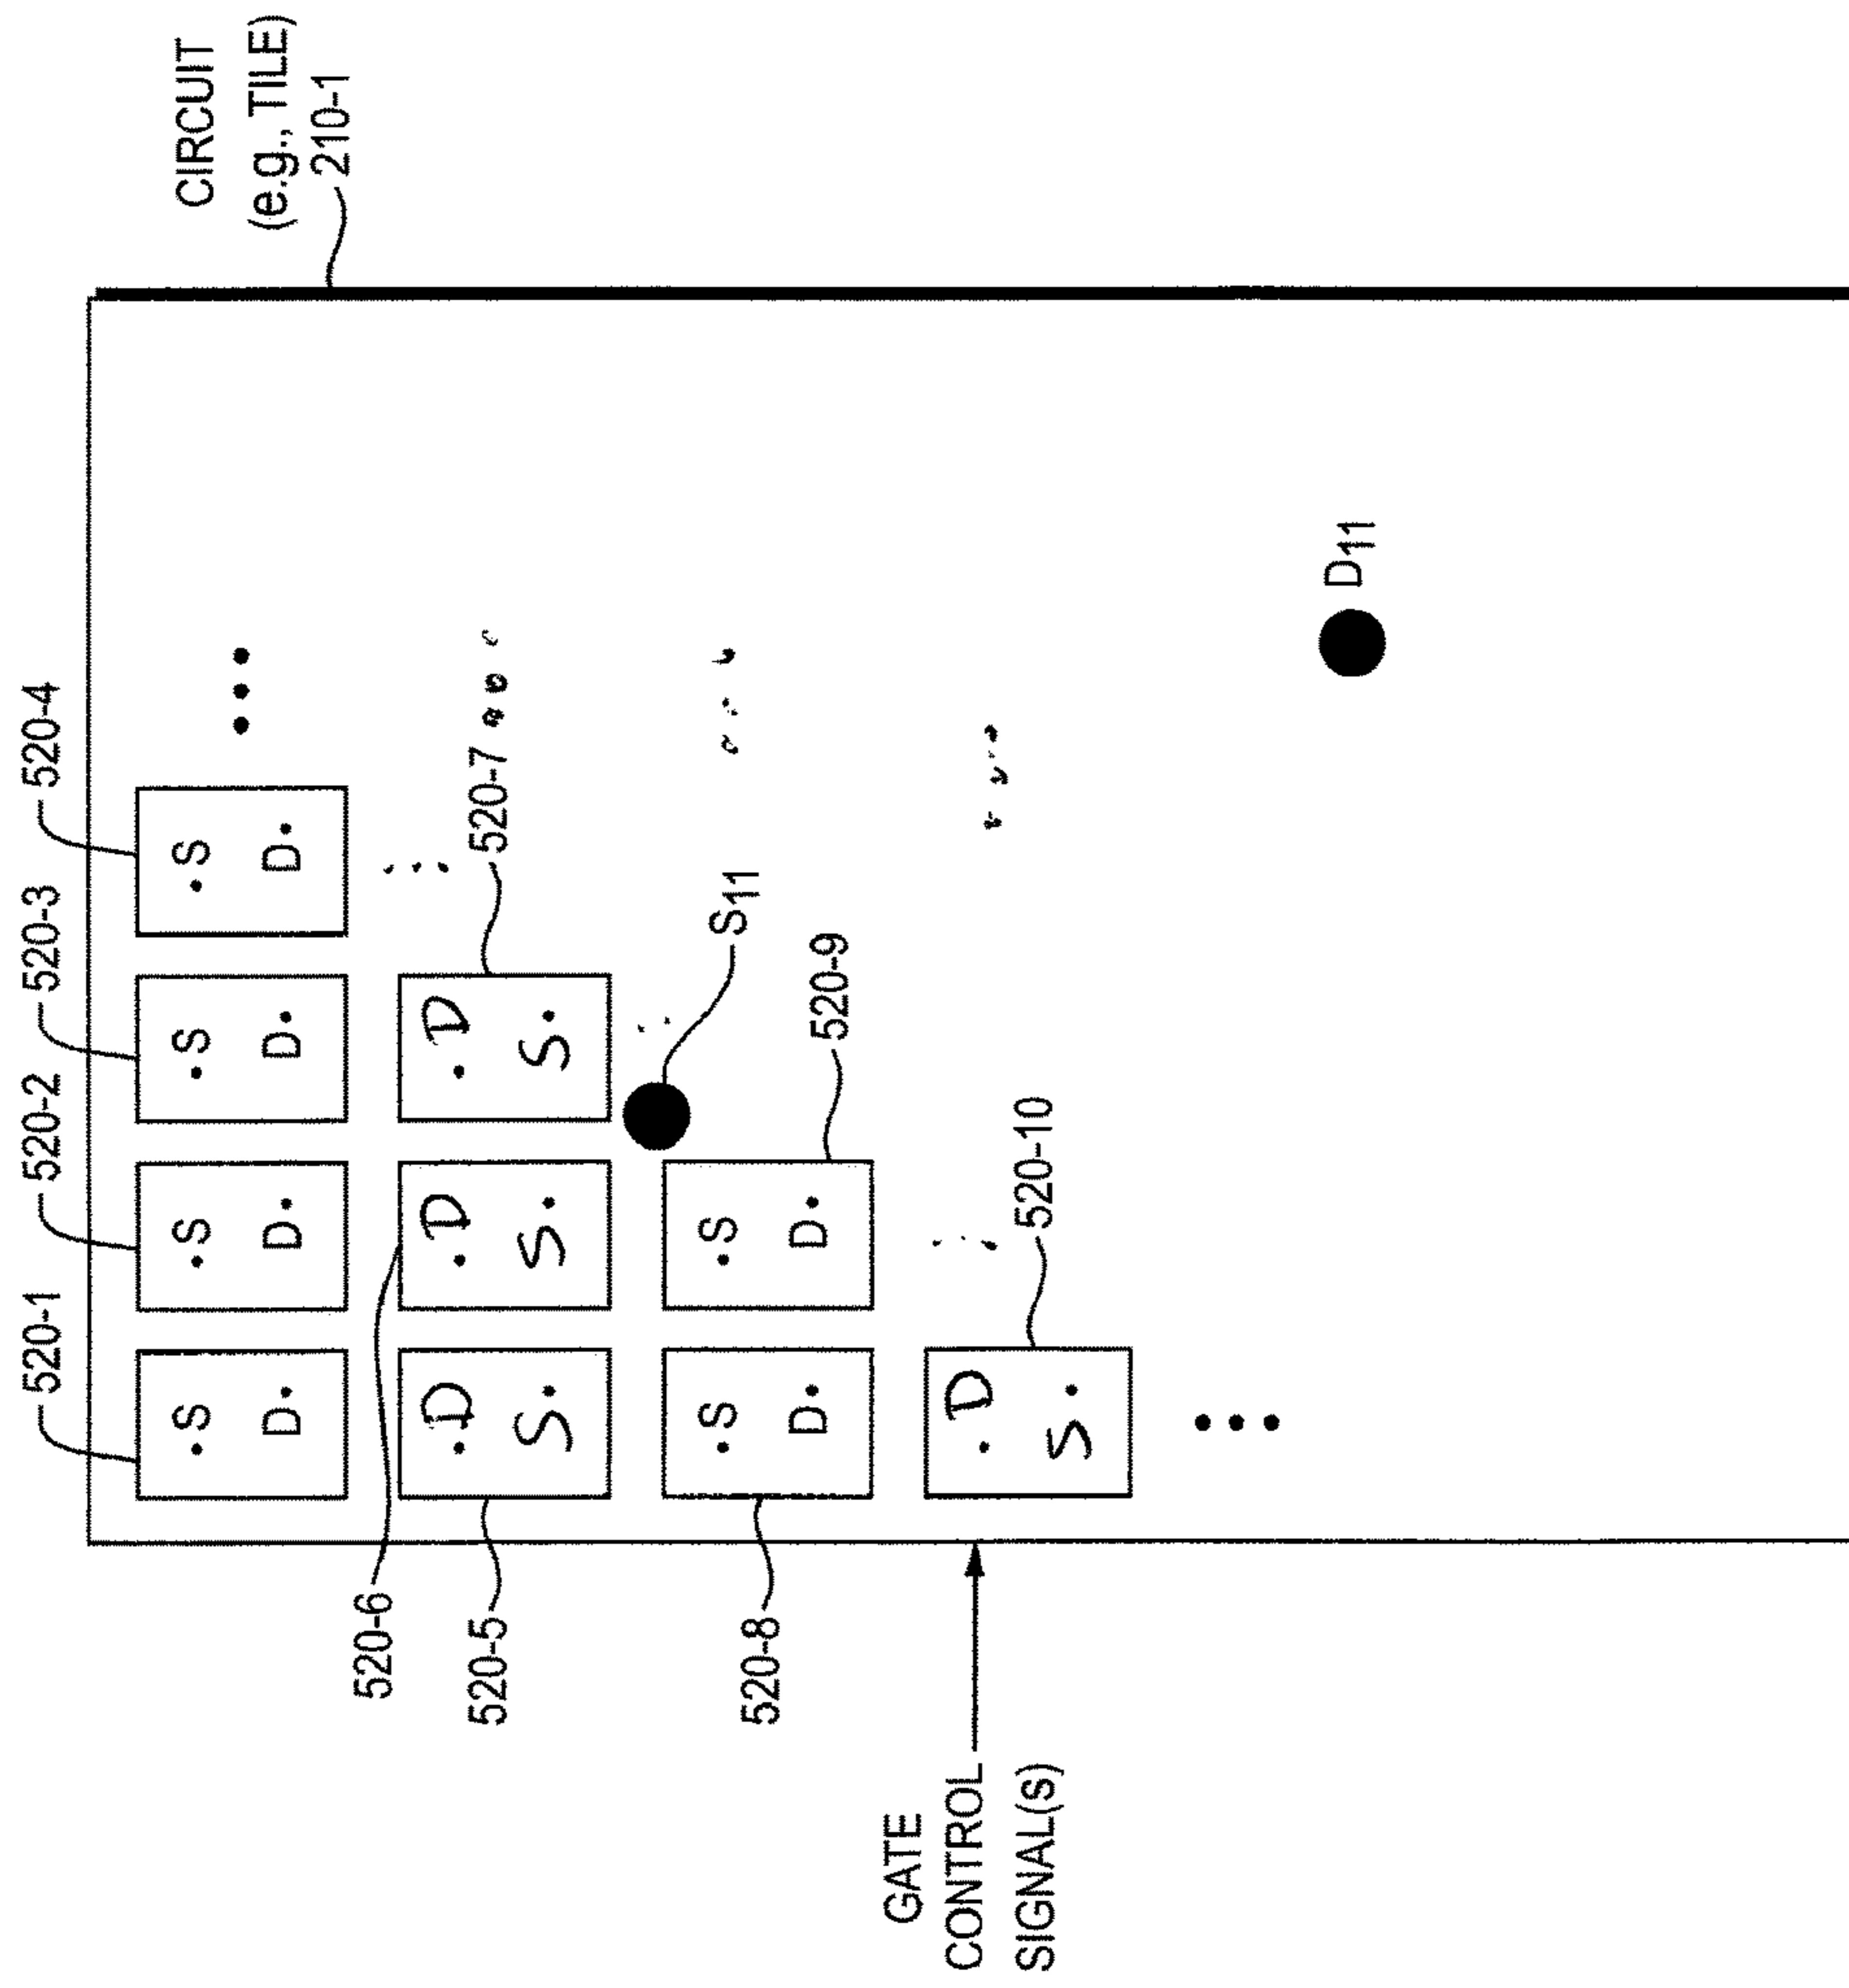 CIRCUIT
(e.g., TILE)
210-1
520-1
520-2
520-3
520-4
S
D
S
D
S
D
S
D
520-6
520-5
520-7
D
S
D
S
D
S
S11
520-8
520-9
S
D
S
D
520-10
D
S
D11
GATE
CONTROL
SIGNAL(S)